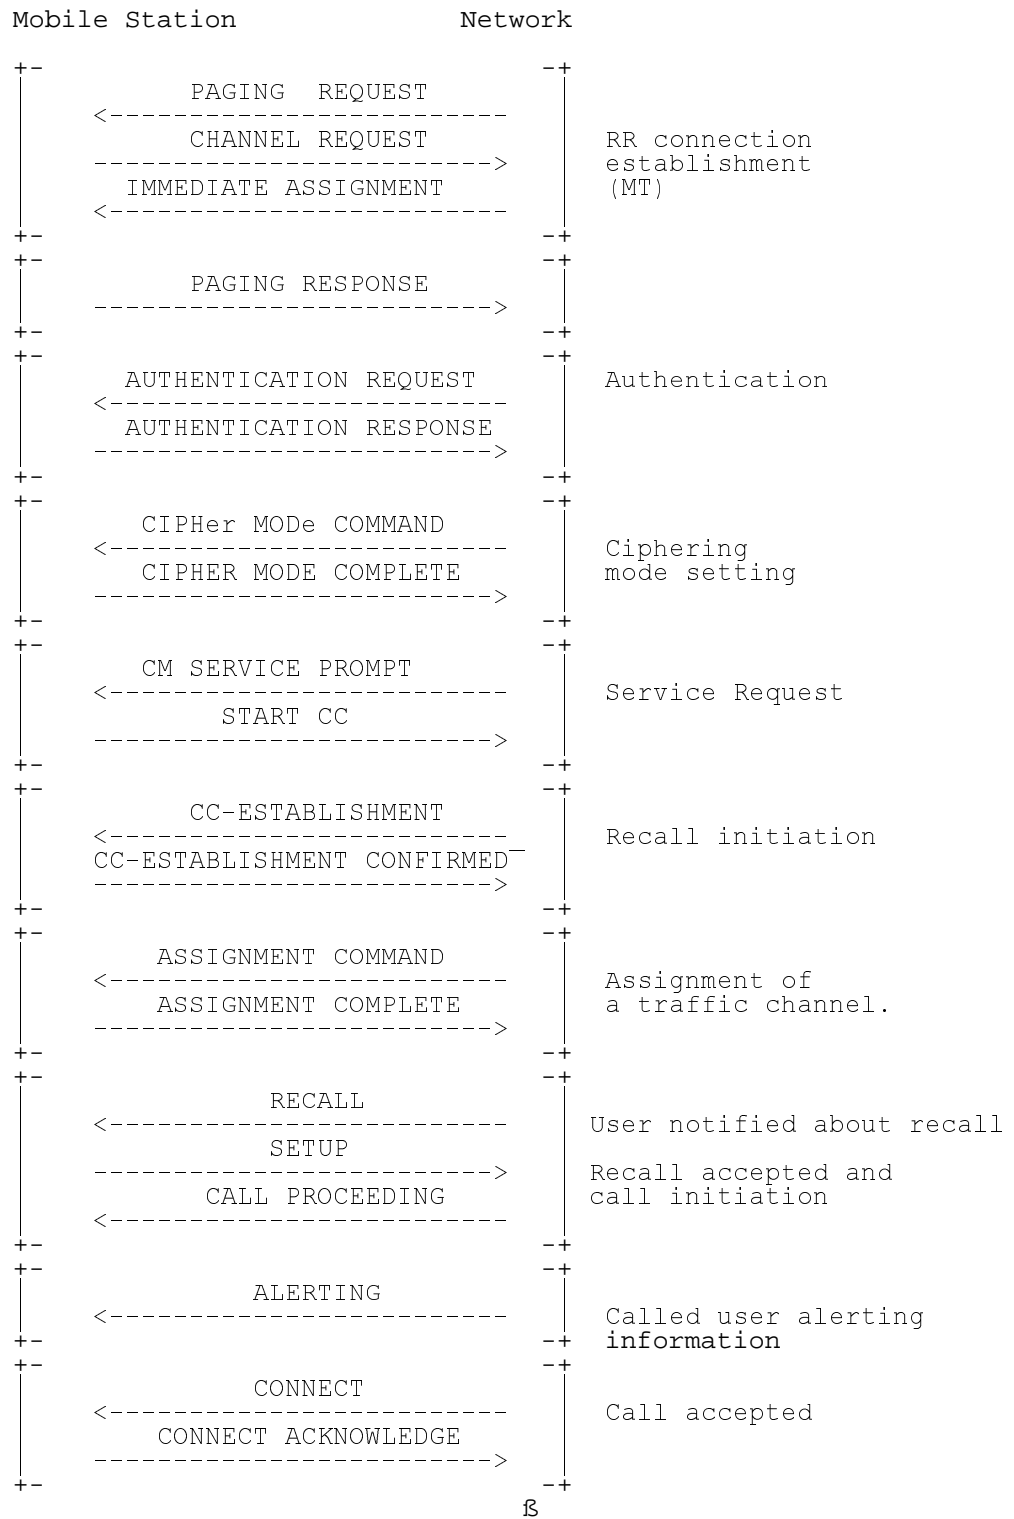 Mobile Station Network
PAGING REQUEST
CHANNEL REQUEST RR connection
establishment
IMMEDIATE ASSIGNMENT (MT)
PAGING RESPONSE
AUTHENTICATION REQUEST Authentication
AUTHENTICATION RESPONSE
CIPHer MODe COMMAND
Ciphering
CIPHER MODE COMPLETE mode setting
CM SERVICE PROMPT
Service Request
START CC
CC-ESTABLISHMENT
Recall initiation
CC-ESTABLISHMENT CONFIRMED
ASSIGNMENT COMMAND
Assignment of
ASSIGNMENT COMPLETE a traffic channel.
RECALL
User notified about recall
SETUP
Recall accepted and
CALL PROCEEDING call initiation
ALERTING
Called user alerting
information
CONNECT
Call accepted
CONNECT ACKNOWLEDGE
ß